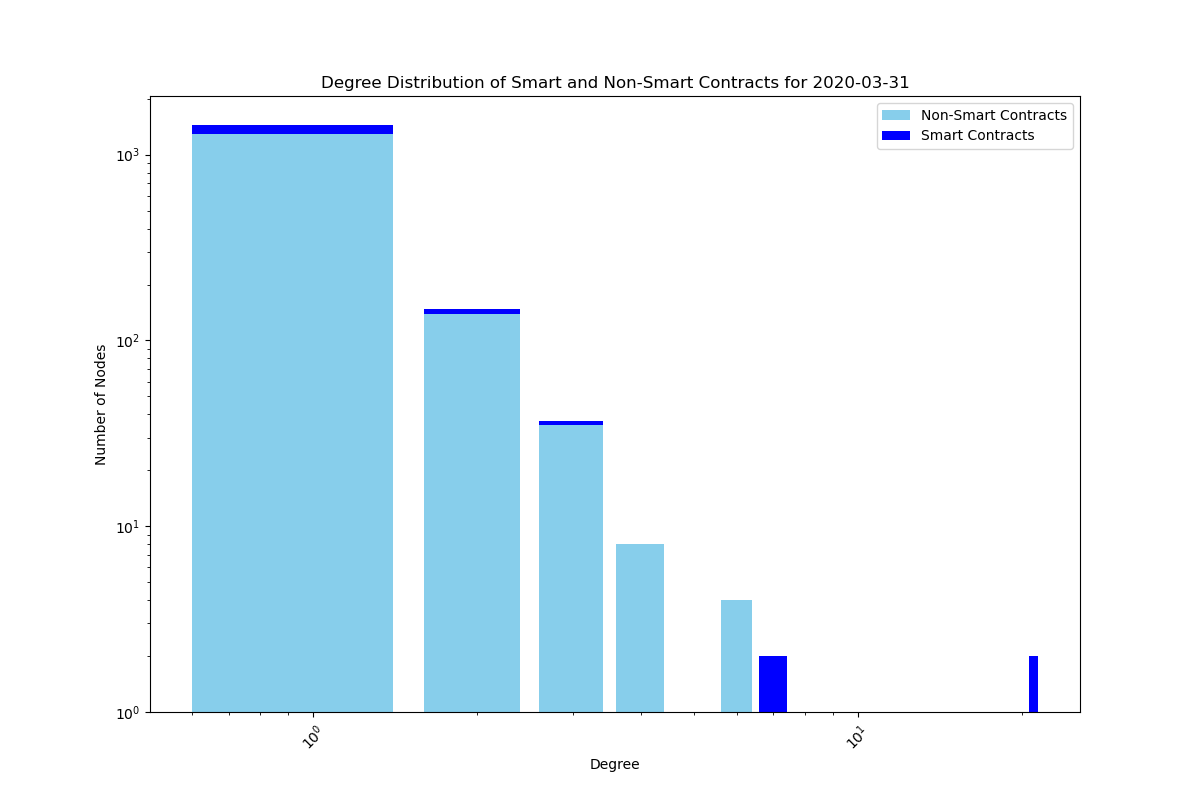 Degree Distribution of Smart and Non-Smart Contracts for 2020-03-31
Non-Smart Contracts
Smart Contracts
Number of Nodes
10³
10²
10¹
10⁰
10⁰
10¹
Degree